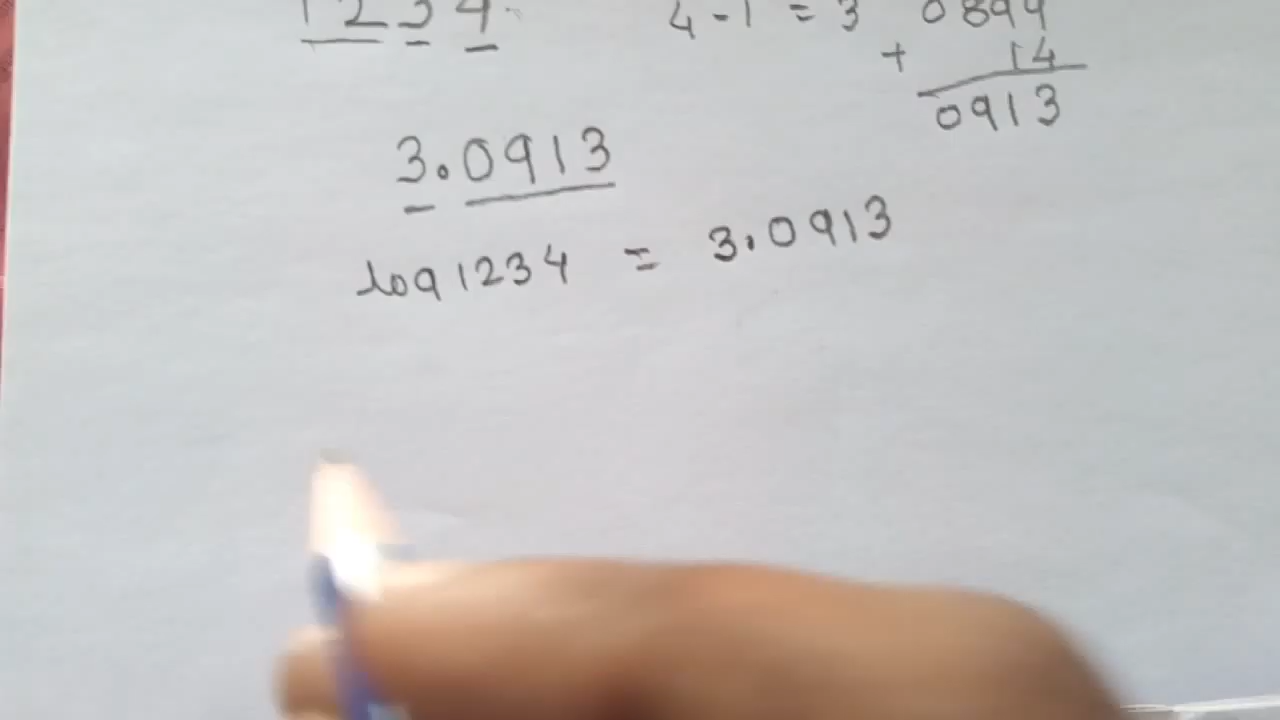 1234
4-1 = 3
0899
+ 14
0913
3.0913
log 1234 = 3.0913